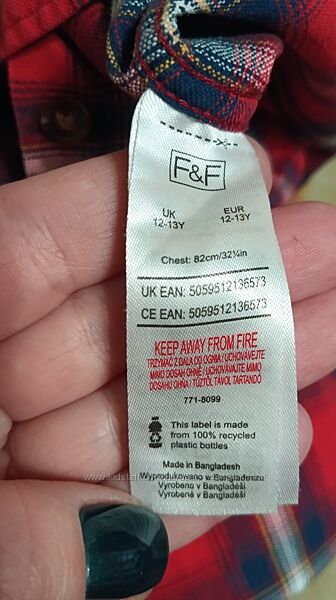 F&F
UK EUR
12-13Y 12-13Y
Chest: 82cm/32¼in
UK EAN: 5059512136573
CE EAN: 5059512136573
KEEP AWAY FROM FIRE
TRZYMAĆ Z DALA OD OGNIA / UCHOVÁVEJTE
MIMO DOSAH OHNĚ / UCHOVÁVAJTE MIMO
DOSAHU OHŇA / TŰZTŐL TÁVOL TARTANDÓ
771-8099
This label is made
from 100% recycled
plastic bottles
Made in Bangladesh
Wyprodukowano w Bangladeszu
Vyrobeno v Bangladéši
Vyrobené v Bangladéši